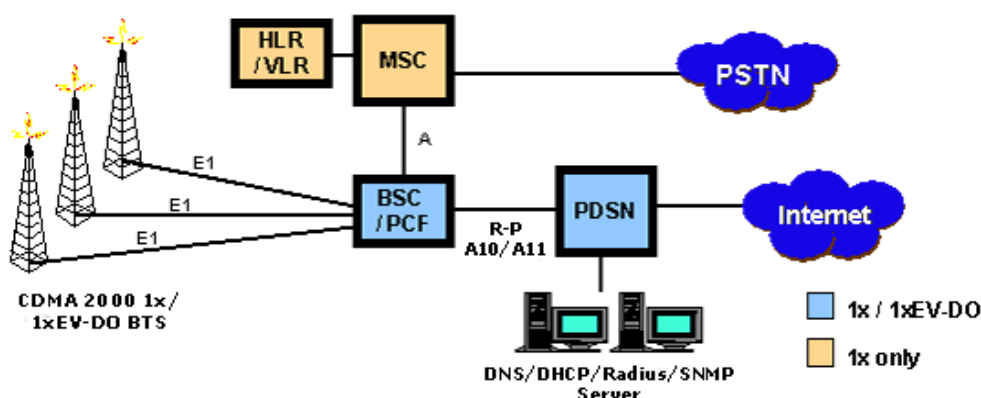 HLR
/VLR
MSC
PSTN
A
E1
E1
E1
BSC
/PCF
R-P
A10/A11
PDSN
Internet
CDMA 2000 1x/
1xEV-DO BTS
DNS/DHCP/Radius/SNMP
Server
1x / 1xEV-DO
1x only